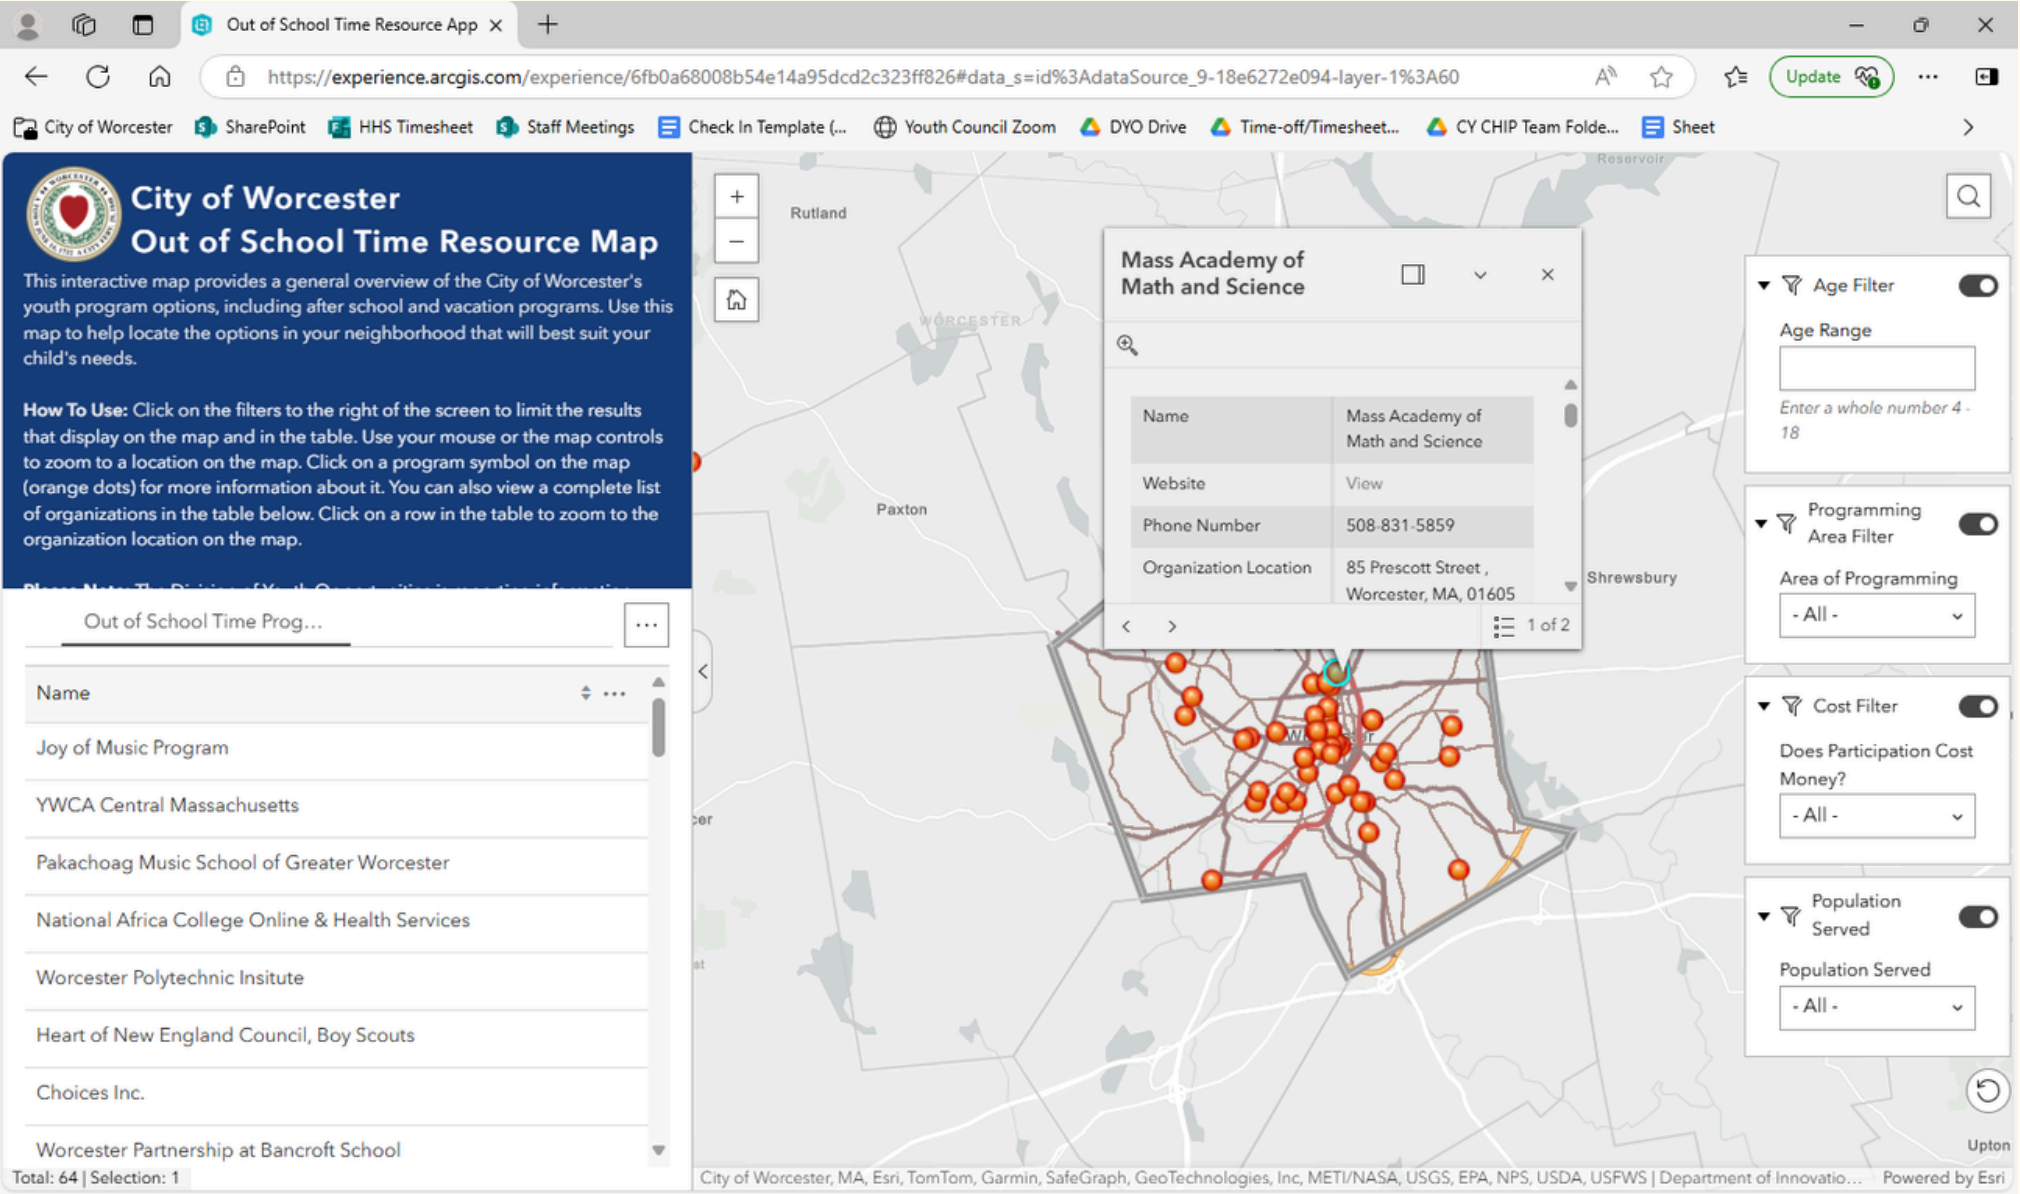 Out of School Time Resource App
https://experience.arcgis.com/experience/6fb0a68008b54e14a95dcd2c323ff826#data_s=id%3AdataSource_9-18e6272e094-layer-1%3A60
Update
City of Worcester
SharePoint
HHS Timesheet
Staff Meetings
Check In Template (...
Youth Council Zoom
DYO Drive
Time-off/Timesheet...
CY CHIP Team Folde...
Sheet
City of Worcester
Out of School Time Resource Map
This interactive map provides a general overview of the City of Worcester's
youth program options, including after school and vacation programs. Use this
map to help locate the options in your neighborhood that will best suit your
child's needs.
How To Use: Click on the filters to the right of the screen to limit the results
that display on the map and in the table. Use your mouse or the map controls
to zoom to a location on the map. Click on a program symbol on the map
(orange dots) for more information about it. You can also view a complete list
of organizations in the table below. Click on a row in the table to zoom to the
organization location on the map.
Out of School Time Prog...
Name
Joy of Music Program
YWCA Central Massachusetts
Pakachoag Music School of Greater Worcester
National Africa College Online & Health Services
Worcester Polytechnic Insitute
Heart of New England Council, Boy Scouts
Choices Inc.
Worcester Partnership at Bancroft School
Total: 64 | Selection: 1
Reservoir
Rutland
WORCESTER
Paxton
Shrewsbury
Upton
Mass Academy of
Math and Science
Name
Mass Academy of
Math and Science
Website
View
Phone Number
508-831-5859
Organization Location
85 Prescott Street ,
Worcester, MA, 01605
1 of 2
Age Filter
Age Range
Enter a whole number 4 -
18
Programming
Area Filter
Area of Programming
- All -
Cost Filter
Does Participation Cost
Money?
- All -
Population
Served
Population Served
- All -
City of Worcester, MA, Esri, TomTom, Garmin, SafeGraph, GeoTechnologies, Inc, METI/NASA, USGS, EPA, NPS, USDA, USFWS | Department of Innovatio...
Powered by Esri